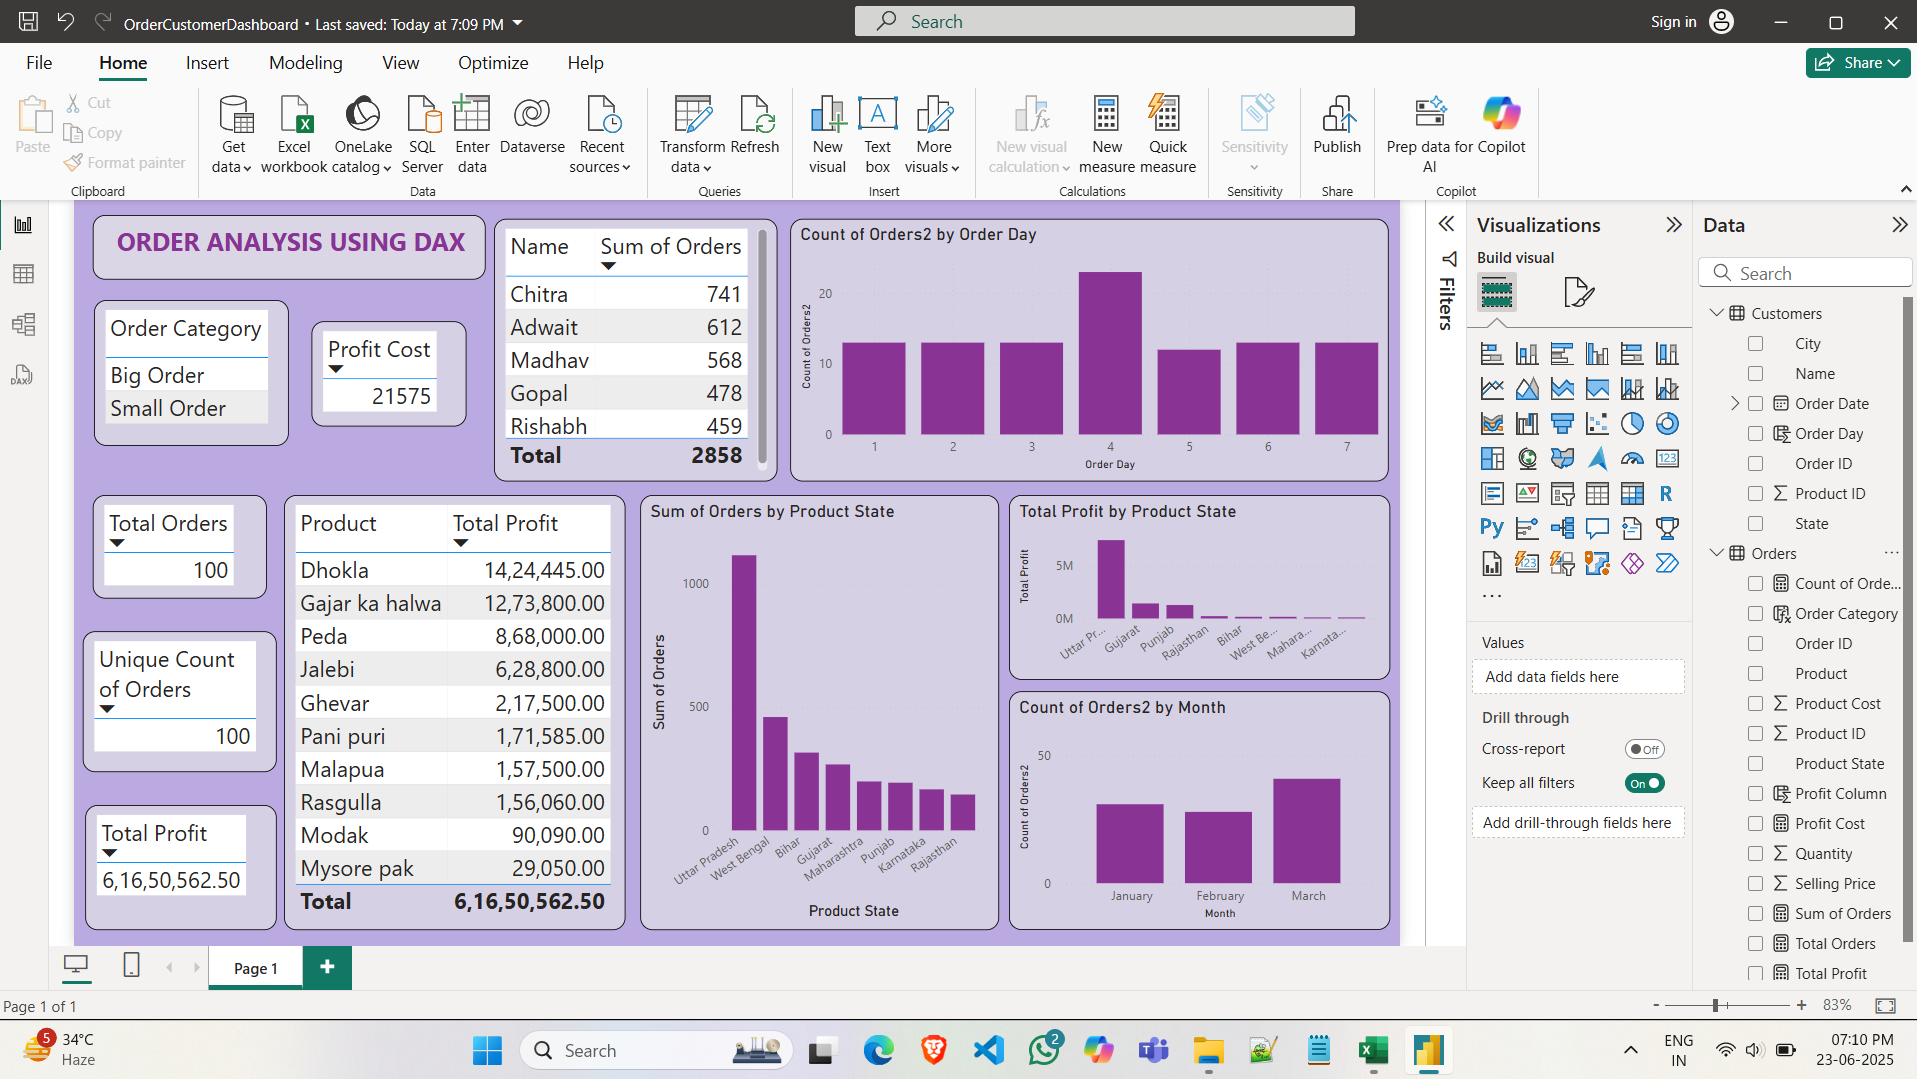 OrderCustomerDashboard • Last saved: Today at 7:09 PM
Search
Sign in
File
Home
Insert
Modeling
View
Optimize
Help
Share
Paste
Cut
Copy
Format painter
Clipboard
Get
data
Excel
workbook
OneLake
catalog
SQL
Server
Enter
data
Dataverse
Recent
sources
Data
Transform
data
Refresh
Queries
New
visual
Text
box
More
visuals
Insert
New visual
calculation
New
measure
Quick
measure
Calculations
Sensitivity
Sensitivity
Publish
Share
Prep data for
AI
Copilot
Copilot
ORDER ANALYSIS USING DAX
Order Category
Big Order
Small Order
Profit Cost
21575
Name Sum of Orders
Chitra 741
Adwait 612
Madhav 568
Gopal 478
Rishabh 459
Total 2858
Count of Orders2 by Order Day
Count of Orders2
20
10
0
1 2 3 4 5 6 7
Order Day
Total Orders
100
Unique Count
of Orders
100
Total Profit
6,16,50,562.50
Product Total Profit
Dhokla 14,24,445.00
Gajar ka halwa 12,73,800.00
Peda 8,68,000.00
Jalebi 6,28,800.00
Ghevar 2,17,500.00
Pani puri 1,71,585.00
Malapua 1,57,500.00
Rasgulla 1,56,060.00
Modak 90,090.00
Mysore pak 29,050.00
Total 6,16,50,562.50
Sum of Orders by Product State
Sum of Orders
1000
500
0
Uttar Pradesh
West Bengal
Bihar
Gujarat
Maharashtra
Punjab
Karnataka
Rajasthan
Product State
Total Profit by Product State
Total Profit
5M
0M
Uttar Pr...
Gujarat
Punjab
Rajasthan
Bihar
West Be...
Mahara...
Karnata...
Count of Orders2 by Month
Count of Orders2
50
0
January February March
Month
Filters
Visualizations
Build visual
123
R
Py
123
...
Values
Add data fields here
Drill through
Cross-report
Off
Keep all filters
On
Add drill-through fields here
Data
Search
Customers
City
Name
Order Date
Order Day
Order ID
Product ID
State
Orders
...
Count of Orde...
Order Category
Order ID
Product
Product Cost
Product ID
Product State
Profit Column
Profit Cost
Quantity
Selling Price
Sum of Orders
Total Orders
Total Profit
Page 1
Page 1 of 1
- + 83%
5
34°C
Haze
Search
2
ENG
IN
07:10 PM
23-06-2025